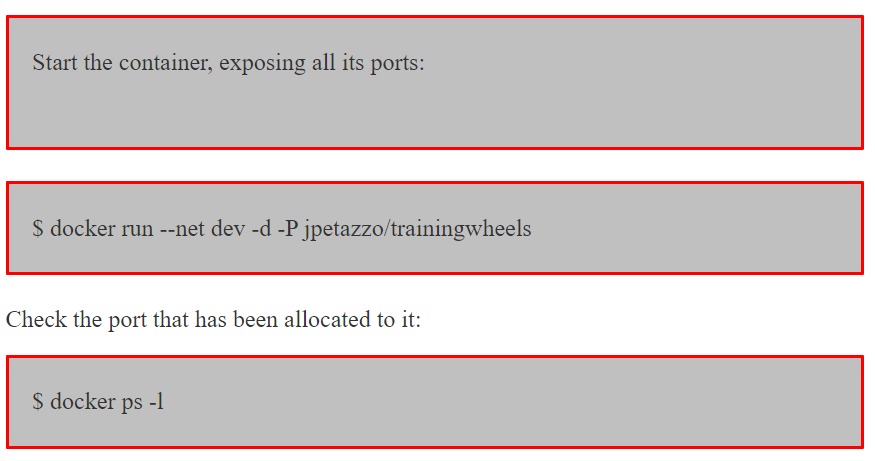 Start the container, exposing all its ports:
$ docker run --net dev -d -P jpetazzo/trainingwheels
Check the port that has been allocated to it:
$ docker ps -l